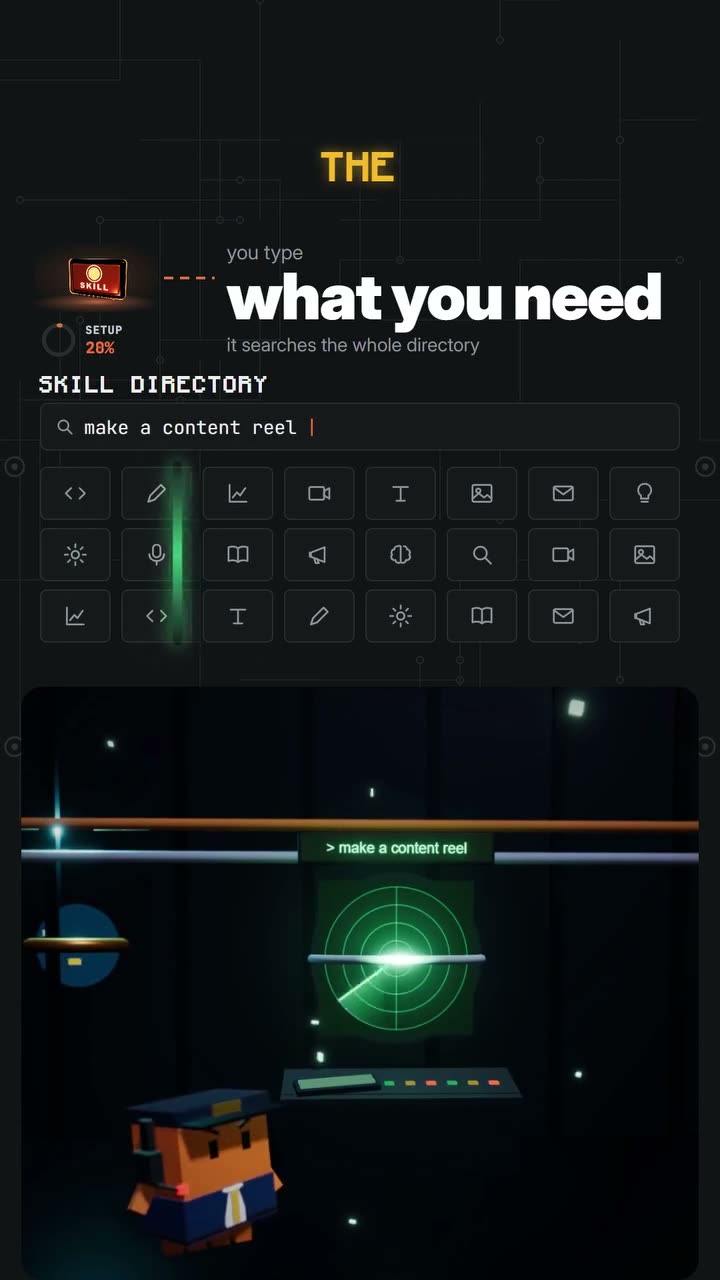 THE
you type
what you need
it searches the whole directory
SKILL
SETUP
20%
SKILL DIRECTORY
make a content reel
> make a content reel